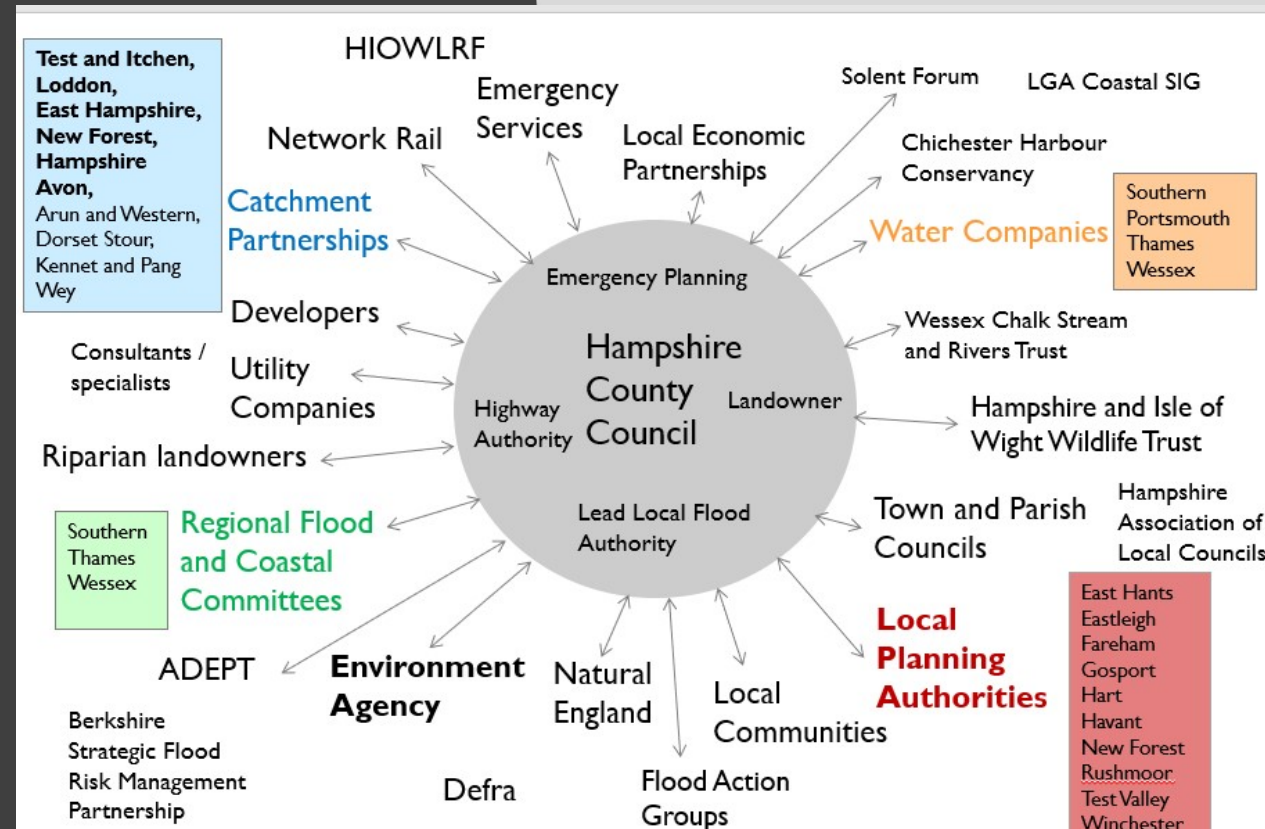 HIOWLRF
Test and Itchen,
Loddon,
East Hampshire,
New Forest,
Hampshire
Avon,
Arun and Western,
Dorset Stour,
Kennet and Pang
Wey
Emergency
Services
Network Rail
Local Economic
Partnerships
Solent Forum
LGA Coastal SIG
Chichester Harbour
Conservancy
Catchment
Partnerships
Water Companies
Southern
Portsmouth
Thames
Wessex
Developers
Consultants /
specialists
Utility
Companies
Riparian landowners
Emergency Planning
Hampshire
County
Council
Highway
Authority
Landowner
Lead Local Flood
Authority
Wessex Chalk Stream
and Rivers Trust
Hampshire and Isle of
Wight Wildlife Trust
Town and Parish
Councils
Hampshire
Association of
Local Councils
Southern
Thames
Wessex
Regional Flood
and Coastal
Committees
ADEPT
Environment
Agency
Natural
England
Local
Communities
Local
Planning
Authorities
East Hants
Eastleigh
Fareham
Gosport
Hart
Havant
New Forest
Rushmoor
Test Valley
Winchester
Berkshire
Strategic Flood
Risk Management
Partnership
Defra
Flood Action
Groups